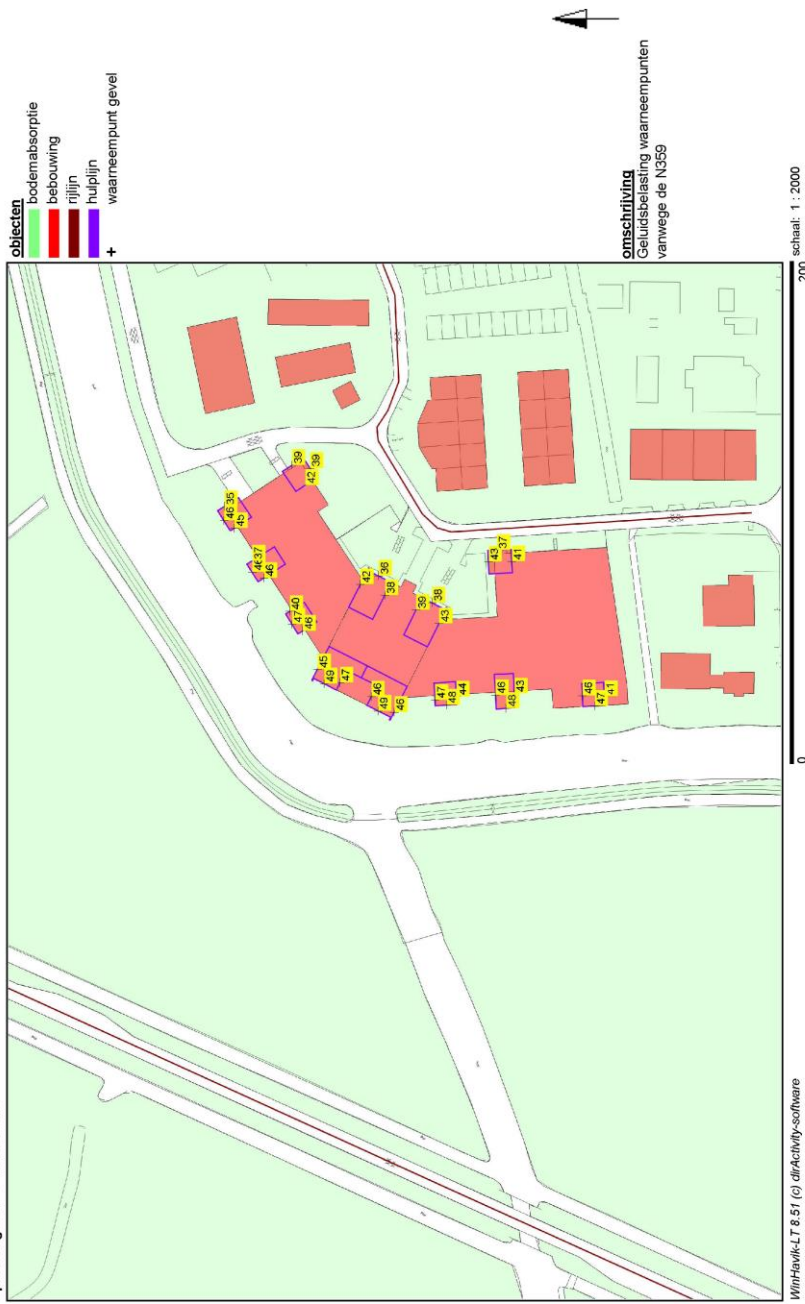 objecten
bodemabsorptie
bebouwing
rijlijn
hulplijn
+ waarneempunt gevel
omschrijving
Geluidsbelasting waarneempunten
vanwege de N359
46 35
45
39
42 39
46 37
46
47 40
46
42 36
38
45
49 47
39 38
43
46
49 46
43 37
41
47
48 44
46
48 43
46
47 41
0 200
schaal: 1 : 2000
WinHavik-LT 8.51 (c) dirActivity-software